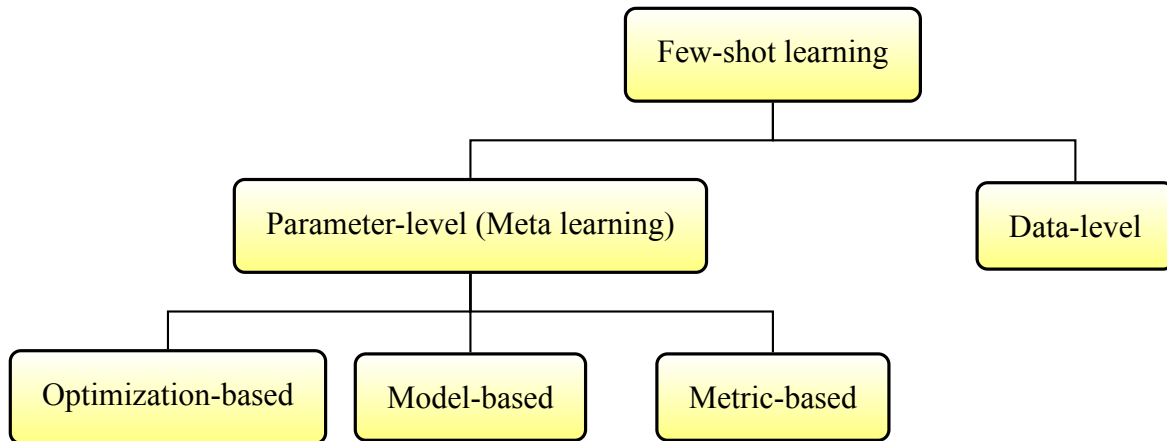 Few-shot learning
Parameter-level (Meta learning)
Data-level
Optimization-based
Model-based
Metric-based